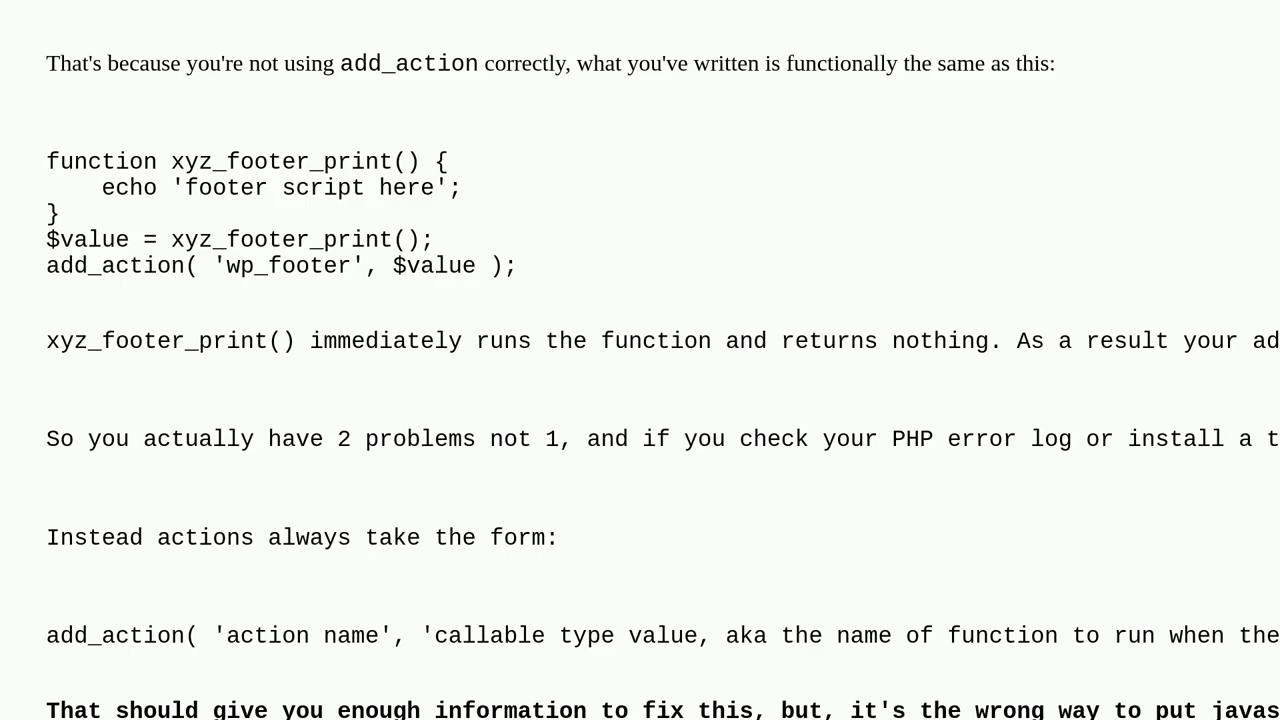 That's because you're not using add_action correctly, what you've written is functionally the same as this:
function xyz_footer_print() {
    echo 'footer script here';
}
$value = xyz_footer_print();
add_action( 'wp_footer', $value );
xyz_footer_print() immediately runs the function and returns nothing. As a result your ad
So you actually have 2 problems not 1, and if you check your PHP error log or install a t
Instead actions always take the form:
add_action( 'action name', 'callable type value, aka the name of function to run when the
That should give you enough information to fix this, but, it's the wrong way to put javas